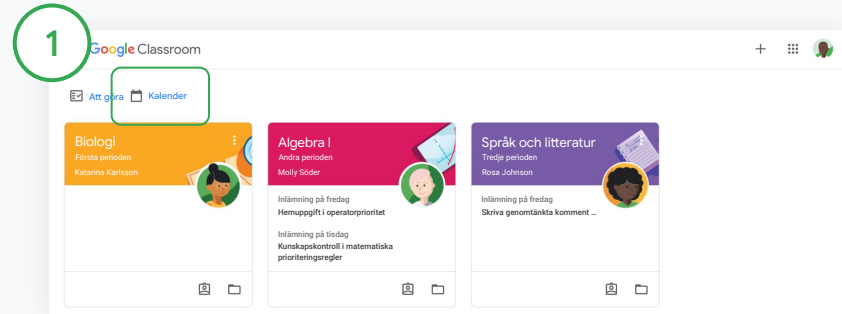 1
Google Classroom
Att göra Kalender
Biologi
Första perioden
Katarina Karlsson
Algebra I
Andra perioden
Molly Söder
Inlämning på fredag
Hemuppgift i operatorprioritet
Inlämning på tisdag
Kunskapskontroll i matematiska
prioriteringsregler
Språk och litteratur
Tredje perioden
Rosa Johnson
Inlämning på fredag
Skriva genomtänkta komment ...